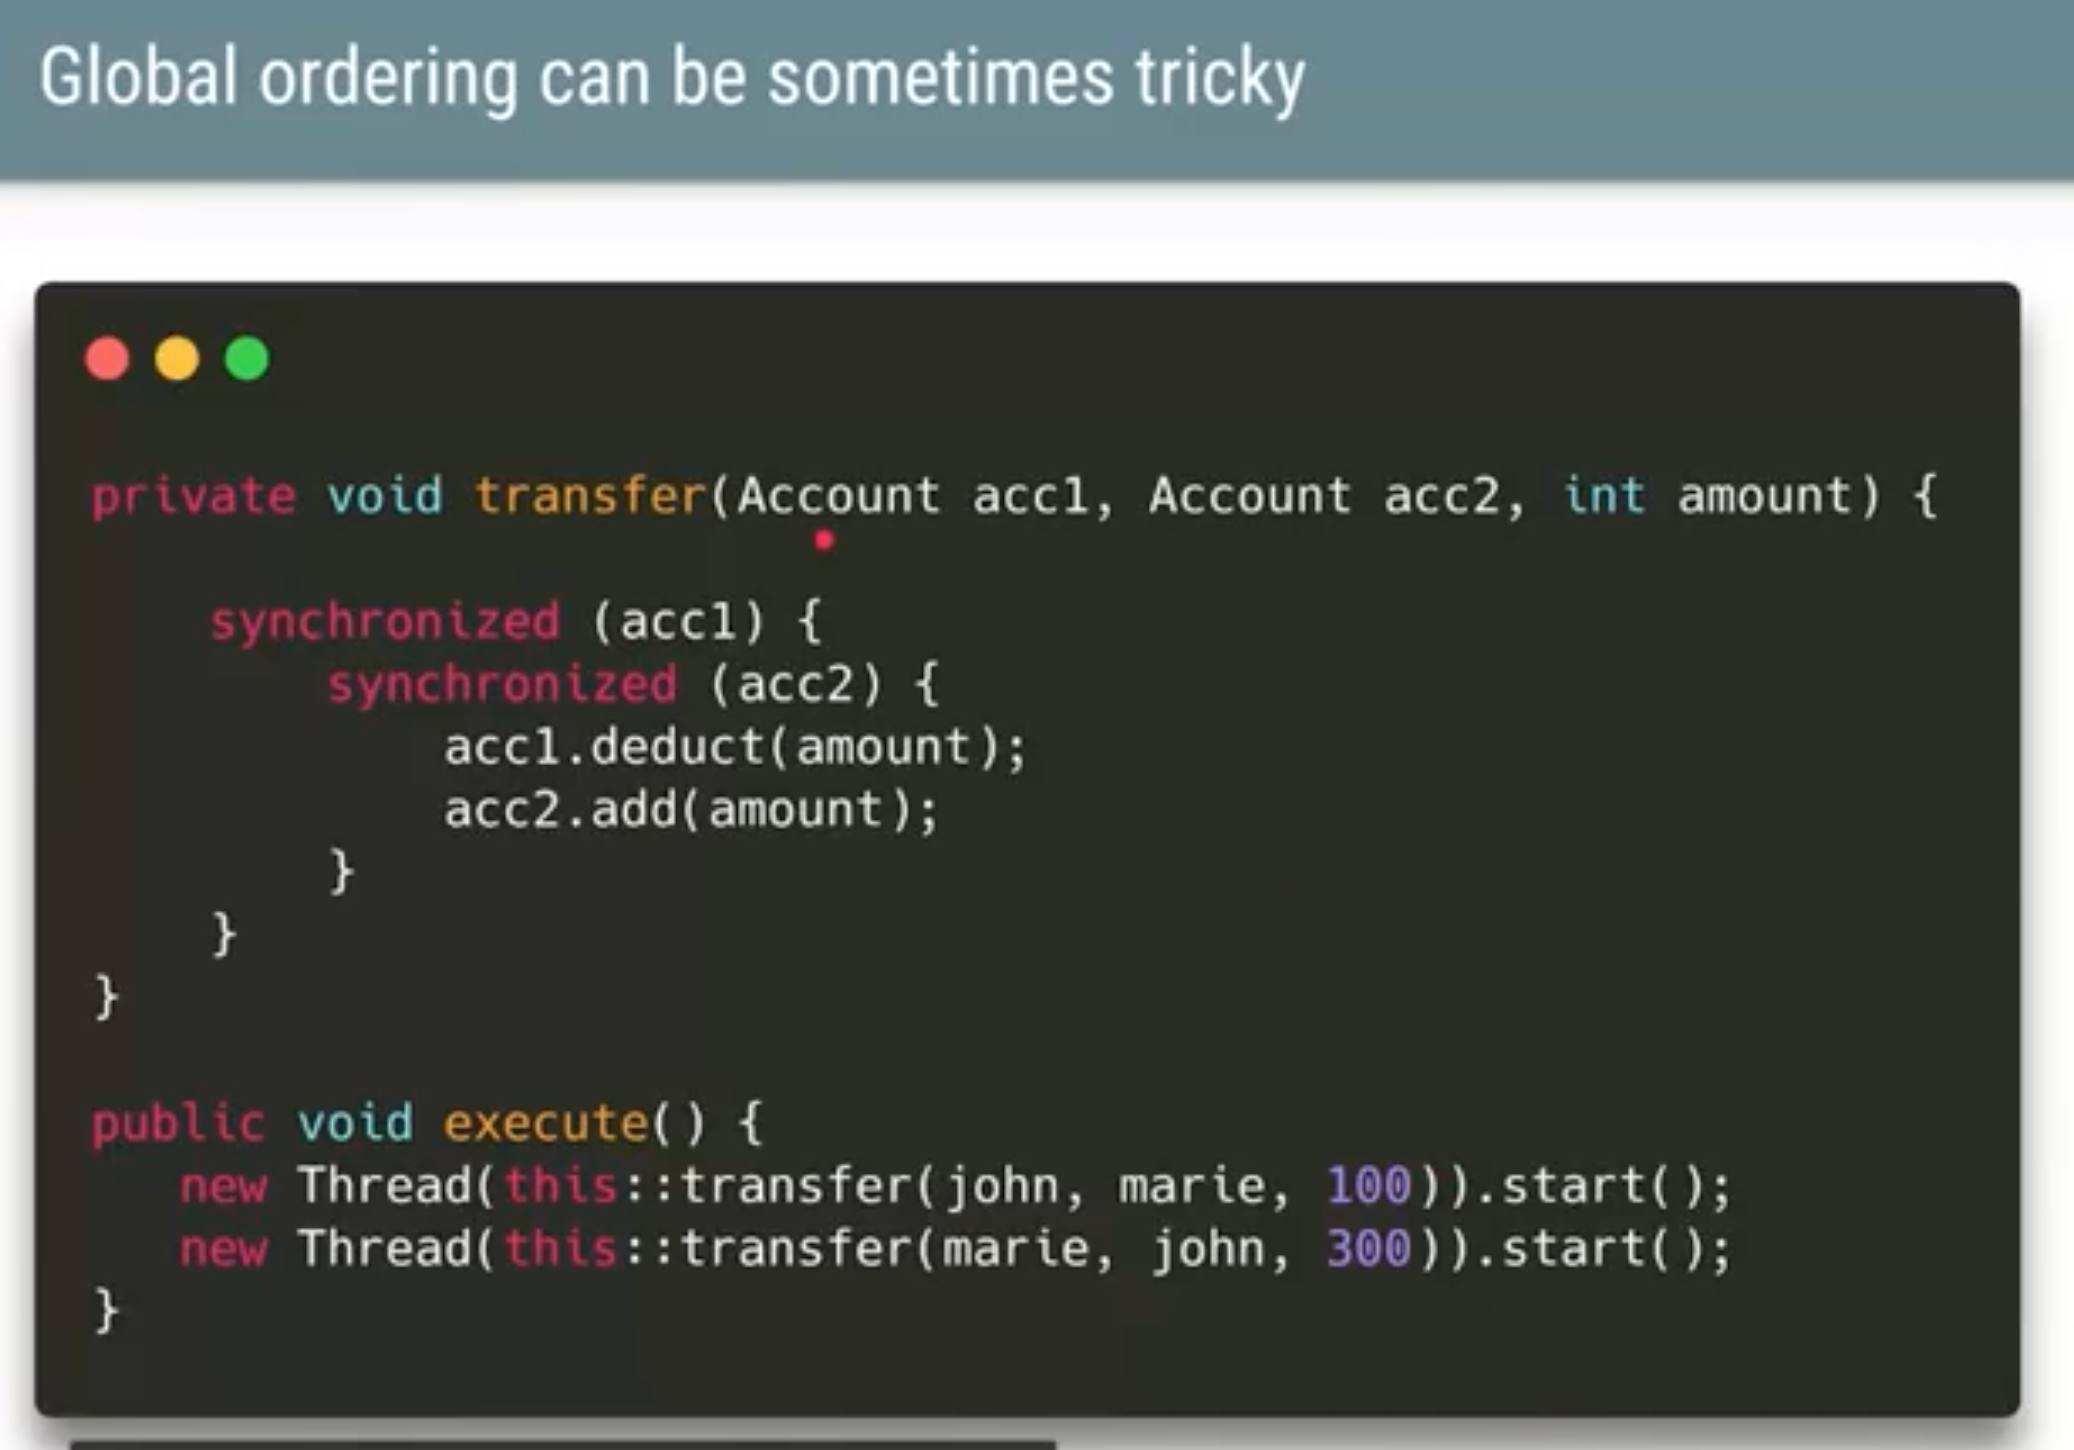 Global ordering can be sometimes tricky
private void transfer(Account acc1, Account acc2, int amount) {
synchronized (acc1) {
synchronized (acc2) {
acc1.deduct(amount);
acc2.add(amount);
}
}
}
public void execute() {
new Thread(this::transfer(john, marie, 100)).start();
new Thread(this::transfer(marie, john, 300)).start();
}